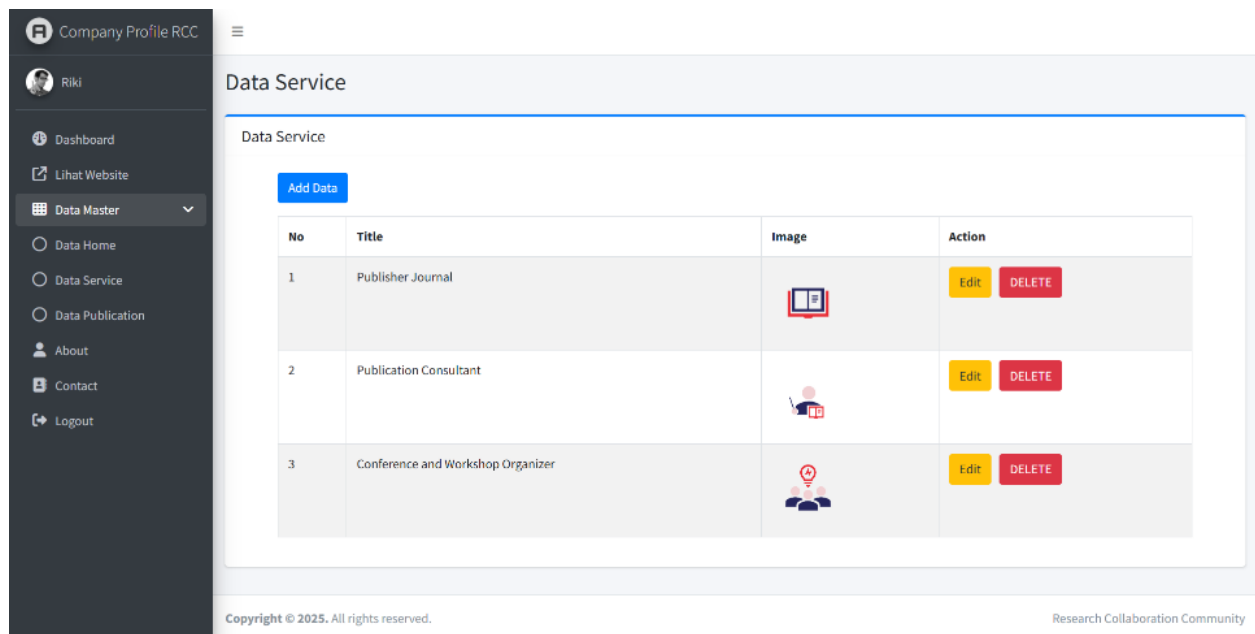 Company Profile RCC
Riki
Dashboard
Lihat Website
Data Master
Data Home
Data Service
Data Publication
About
Contact
Logout
Data Service
Data Service
Add Data
No Title Image Action
1 Publisher Journal Edit DELETE
2 Publication Consultant Edit DELETE
3 Conference and Workshop Organizer Edit DELETE
Copyright © 2025. All rights reserved. Research Collaboration Community